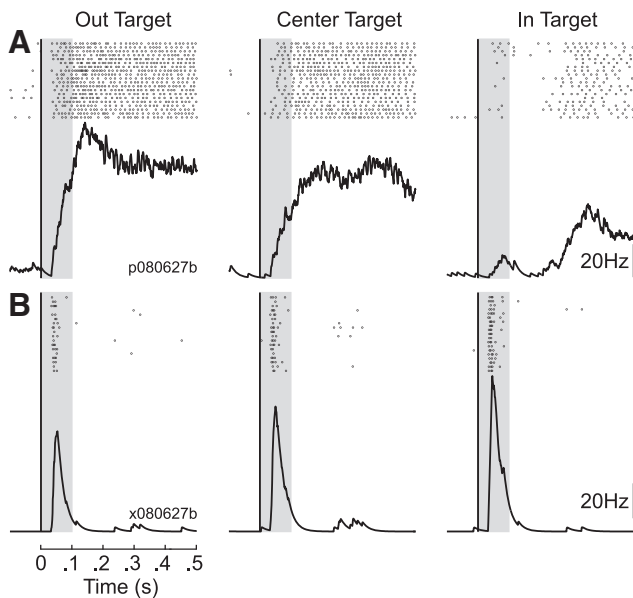 Out Target Center Target In Target
A
p080627b
20Hz
B
x080627b
20Hz
0 .1 .2 .3 .4 .5
Time (s)